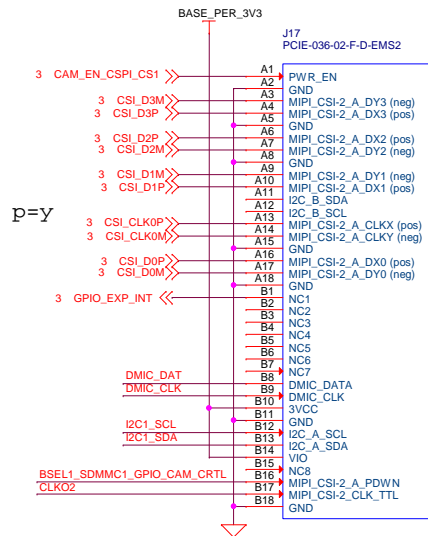 BASE_PER_3V3
J17
PCIE-036-02-F-D-EMS2
3 CAM_EN_CSPI_CS1 A1 PWR_EN
A2 GND
3 CSI_D3M A3 MIPI_CSI-2_A_DY3 (neg)
3 CSI_D3P A4 MIPI_CSI-2_A_DX3 (pos)
A5 GND
3 CSI_D2P A6 MIPI_CSI-2_A_DX2 (pos)
3 CSI_D2M A7 MIPI_CSI-2_A_DY2 (neg)
A8 GND
3 CSI_D1M A9 MIPI_CSI-2_A_DY1 (neg)
3 CSI_D1P A10 MIPI_CSI-2_A_DX1 (pos)
A11 I2C_B_SDA
p=y
A12 I2C_B_SCL
3 CSI_CLK0P A13 MIPI_CSI-2_A_CLKX (pos)
3 CSI_CLK0M A14 MIPI_CSI-2_A_CLKY (neg)
A15 GND
3 CSI_D0P A16 MIPI_CSI-2_A_DX0 (pos)
3 CSI_D0M A17 MIPI_CSI-2_A_DY0 (neg)
A18 GND
3 GPIO_EXP_INT B1 NC1
B2 NC2
B3 NC3
B4 NC4
B5 NC5
B6 NC6
B7 NC7
DMIC_DAT B8 DMIC_DATA
DMIC_CLK B9 DMIC_CLK
B10 3VCC
B11 GND
I2C1_SCL B12 I2C_A_SCL
I2C1_SDA B13 I2C_A_SDA
B14 VIO
B15 NC8
BSEL1_SDMMC1_GPIO_CAM_CRTL B16 MIPI_CSI-2_A_PDWN
CLKO2 B17 MIPI_CSI-2_CLK_TTL
B18 GND